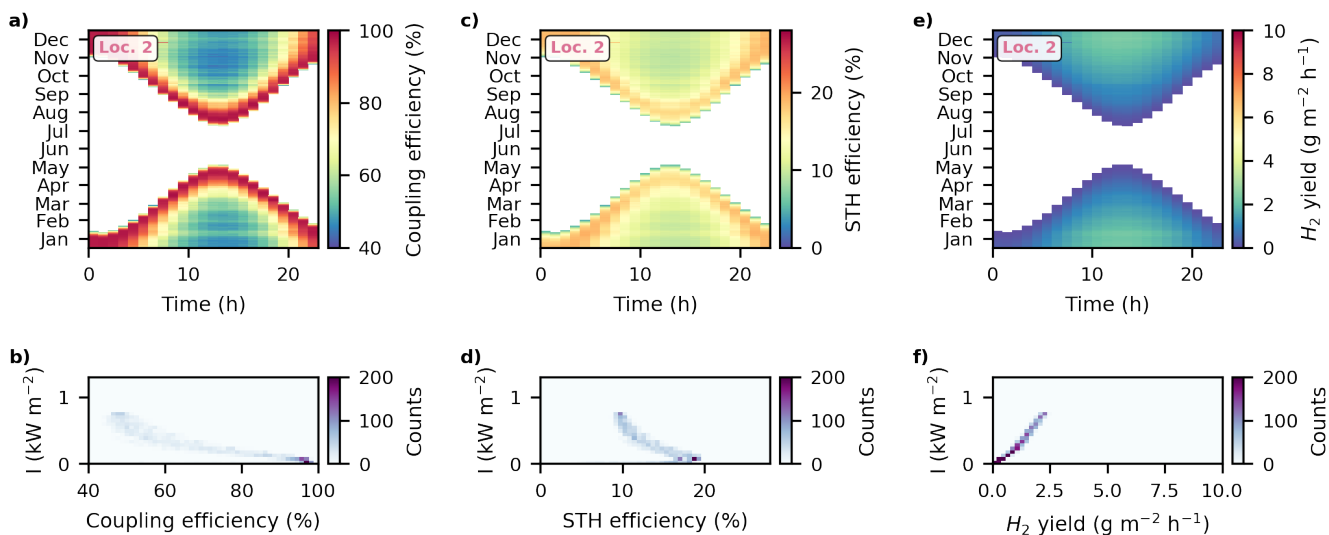 a)
Dec
Nov
Oct
Sep
Aug
Jul
Jun
May
Apr
Mar
Feb
Jan
Loc. 2
0
10
20
Time (h)
100
80
60
40
Coupling efficiency (%)
c)
Dec
Nov
Oct
Sep
Aug
Jul
Jun
May
Apr
Mar
Feb
Jan
Loc. 2
0
10
20
Time (h)
20
10
0
STH efficiency (%)
e)
Dec
Nov
Oct
Sep
Aug
Jul
Jun
May
Apr
Mar
Feb
Jan
Loc. 2
0
10
20
Time (h)
10
8
6
4
2
0
H₂ yield (g m⁻² h⁻¹)
b)
I (kW m⁻²)
1
0
40
60
80
100
Coupling efficiency (%)
200
100
0
Counts
d)
I (kW m⁻²)
1
0
0
10
20
STH efficiency (%)
200
100
0
Counts
f)
I (kW m⁻²)
1
0
0.0
2.5
5.0
7.5
10.0
H₂ yield (g m⁻² h⁻¹)
200
100
0
Counts